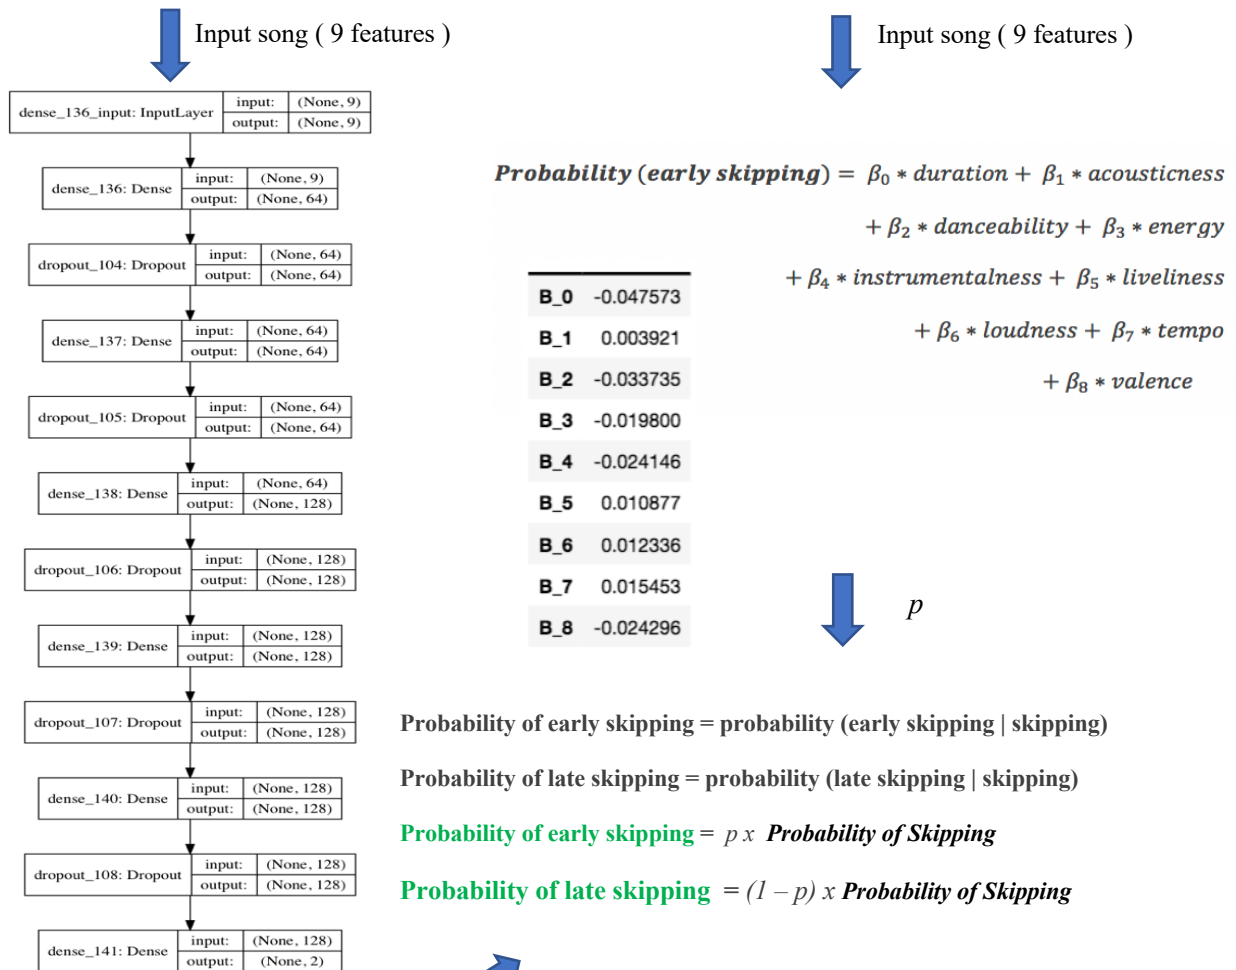 Input song ( 9 features )
dense_136_input: InputLayer
input: (None, 9)
output: (None, 9)
dense_136: Dense
input: (None, 9)
output: (None, 64)
dropout_104: Dropout
input: (None, 64)
output: (None, 64)
dense_137: Dense
input: (None, 64)
output: (None, 64)
dropout_105: Dropout
input: (None, 64)
output: (None, 64)
dense_138: Dense
input: (None, 64)
output: (None, 128)
dropout_106: Dropout
input: (None, 128)
output: (None, 128)
dense_139: Dense
input: (None, 128)
output: (None, 128)
dropout_107: Dropout
input: (None, 128)
output: (None, 128)
dense_140: Dense
input: (None, 128)
output: (None, 128)
dropout_108: Dropout
input: (None, 128)
output: (None, 128)
dense_141: Dense
input: (None, 128)
output: (None, 2)
Input song ( 9 features )
Probability (early skipping) = β0 * duration + β1 * acousticness
+ β2 * danceability + β3 * energy
+ β4 * instrumentalness + β5 * liveliness
+ β6 * loudness + β7 * tempo
+ β8 * valence
B_0 -0.047573
B_1 0.003921
B_2 -0.033735
B_3 -0.019800
B_4 -0.024146
B_5 0.010877
B_6 0.012336
B_7 0.015453
B_8 -0.024296
p
Probability of early skipping = probability (early skipping | skipping)
Probability of late skipping = probability (late skipping | skipping)
Probability of early skipping = p x Probability of Skipping
Probability of late skipping = (1 – p) x Probability of Skipping